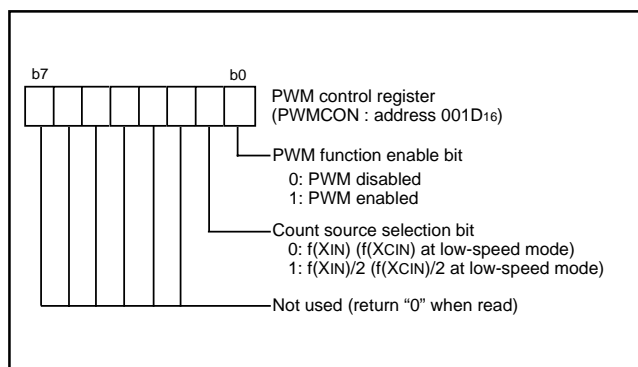 b7 b0
PWM control register
(PWMCON : address 001D16)
PWM function enable bit
0: PWM disabled
1: PWM enabled
Count source selection bit
0: f(XIN) (f(XCIN) at low-speed mode)
1: f(XIN)/2 (f(XCIN)/2 at low-speed mode)
Not used (return “0” when read)